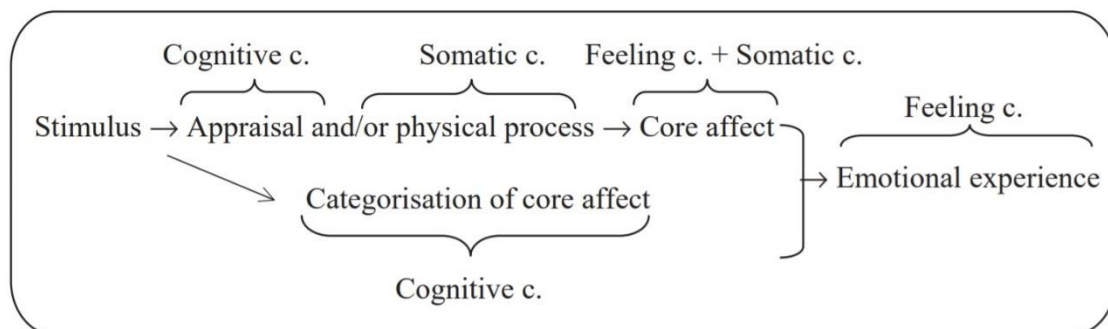 Cognitive c. Somatic c. Feeling c. + Somatic c.
Feeling c.
Stimulus → Appraisal and/or physical process → Core affect
→ Emotional experience
Categorisation of core affect
Cognitive c.